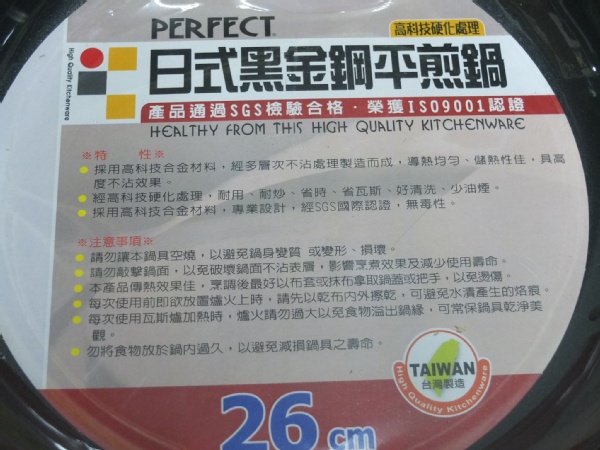 PERFECT
高科技硬化處理
High Quality Kitchenware
日式黑金鋼平煎鍋
產品通過SGS檢驗合格・榮獲ISO9001認證
HEALTHY FROM THIS HIGH QUALITY KITCHENWARE
※特 性※
採用高科技合金材料,經多層次不沾處理製造而成,導熱均勻、儲熱性佳,具高
度不沾效果。
經高科技硬化處理,耐用、耐炒、省時、省瓦斯、好清洗、少油煙。
採用高科技合金材料,專業設計,經SGS國際認證,無毒性。
※注意事項※
請勿讓本鍋具空燒,以避免鍋身變質 或變形、損壞。
請勿敲擊鍋面,以免破壞鍋面不沾表層,影響烹煮效果及減少使用壽命。
本產品傳熱效果佳,烹調後最好以布套或抹布拿取鍋蓋或把手,以免燙傷。
每次使用前即欲放置爐火上時,請先以乾布內外擦乾,可避免水漬產生的烙痕。
每次使用瓦斯爐加熱時,爐火請勿過大以免食物溢出鍋緣,可常保鍋具乾淨美
觀。
勿將食物放於鍋內過久,以避免減損鍋具之壽命。
TAIWAN
台灣製造
High Quality Kitchenware
26cm